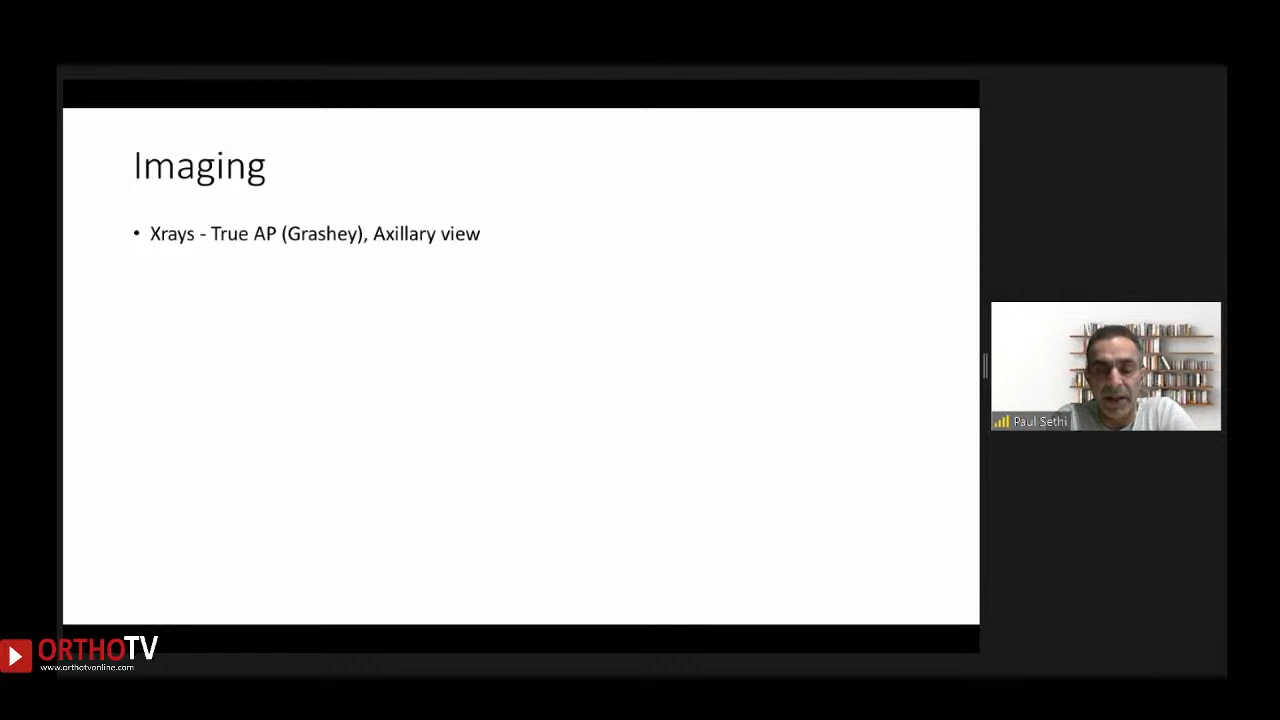 Imaging
• Xrays - True AP (Grashey), Axillary view
Paul Sethi
ORTHOTV
www.orthotvonline.com